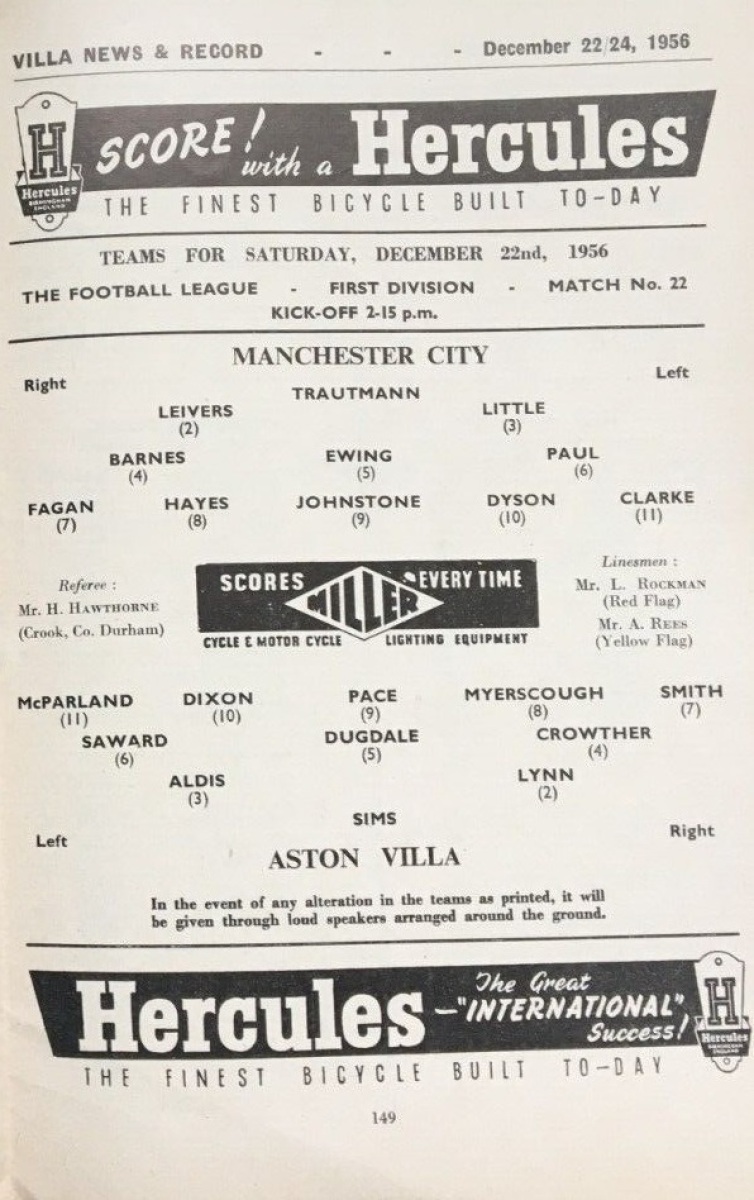 VILLA NEWS & RECORD - - - December 22/24, 1956
H
Hercules
BIRMINGHAM
ENGLAND
SCORE! with a Hercules
THE FINEST BICYCLE BUILT TO-DAY
TEAMS FOR SATURDAY, DECEMBER 22nd, 1956
THE FOOTBALL LEAGUE - FIRST DIVISION - MATCH No. 22
KICK-OFF 2-15 p.m.
MANCHESTER CITY
Right Left
TRAUTMANN
LEIVERS LITTLE
(2) (3)
BARNES EWING PAUL
(4) (5) (6)
FAGAN HAYES JOHNSTONE DYSON CLARKE
(7) (8) (9) (10) (11)
Referee :
Mr. H. HAWTHORNE
(Crook, Co. Durham)
SCORES EVERY TIME
MILLER
CYCLE & MOTOR CYCLE LIGHTING EQUIPMENT
Linesmen :
Mr. L. ROCKMAN
(Red Flag)
Mr. A. REES
(Yellow Flag)
McPARLAND DIXON PACE MYERSCOUGH SMITH
(11) (10) (9) (8) (7)
SAWARD DUGDALE CROWTHER
(6) (5) (4)
ALDIS LYNN
(3) (2)
SIMS
Left Right
ASTON VILLA
In the event of any alteration in the teams as printed, it will
be given through loud speakers arranged around the ground.
Hercules
The Great
-"INTERNATIONAL"
Success!
H
Hercules
BIRMINGHAM
ENGLAND
THE FINEST BICYCLE BUILT TO-DAY
149